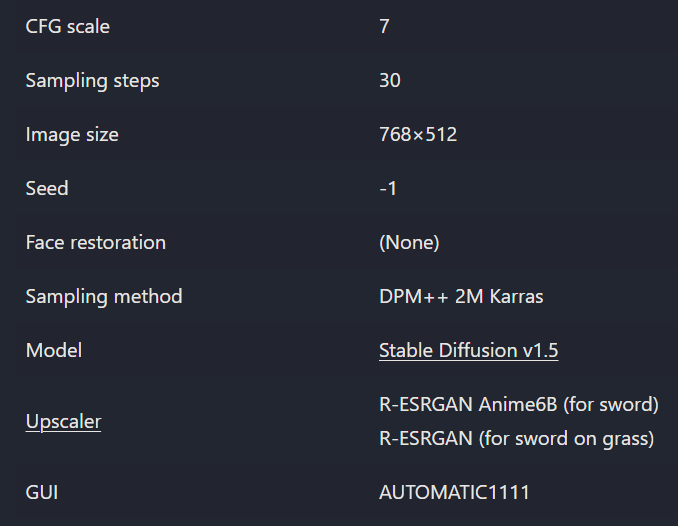 CFG scale 7
Sampling steps 30
Image size 768×512
Seed -1
Face restoration (None)
Sampling method DPM++ 2M Karras
Model Stable Diffusion v1.5
Upscaler R-ESRGAN Anime6B (for sword)
R-ESRGAN (for sword on grass)
GUI AUTOMATIC1111